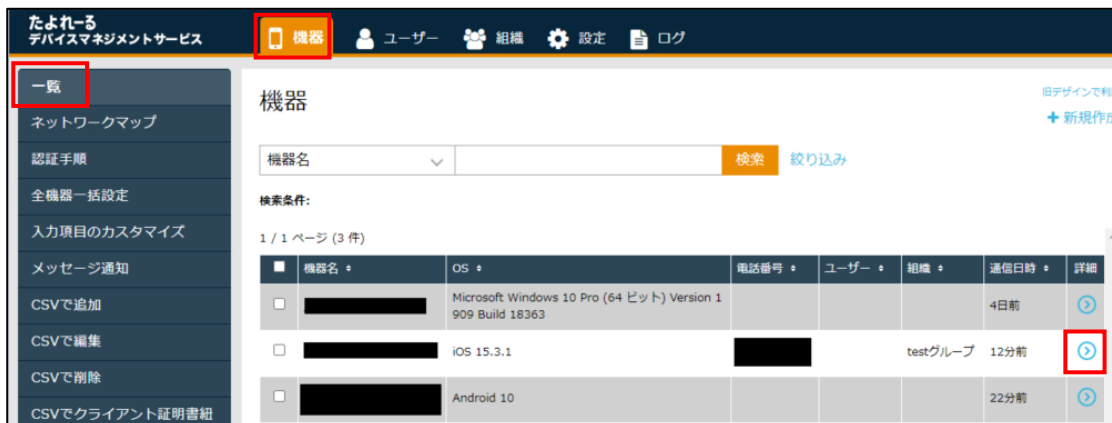 たよれーる
デバイスマネジメントサービス
機器 ユーザー 組織 設定 ログ
一覧
ネットワークマップ
認証手順
全機器一括設定
入力項目のカスタマイズ
メッセージ通知
CSVで追加
CSVで編集
CSVで削除
CSVでクライアント証明書紐
機器
旧デザインで利
+ 新規作成
機器名 検索 絞り込み
検索条件:
1 / 1 ページ (3 件)
機器名 OS 電話番号 ユーザー 組織 通信日時 詳細
Microsoft Windows 10 Pro (64 ビット) Version 1
909 Build 18363 4日前
iOS 15.3.1 testグループ 12分前
Android 10 22分前